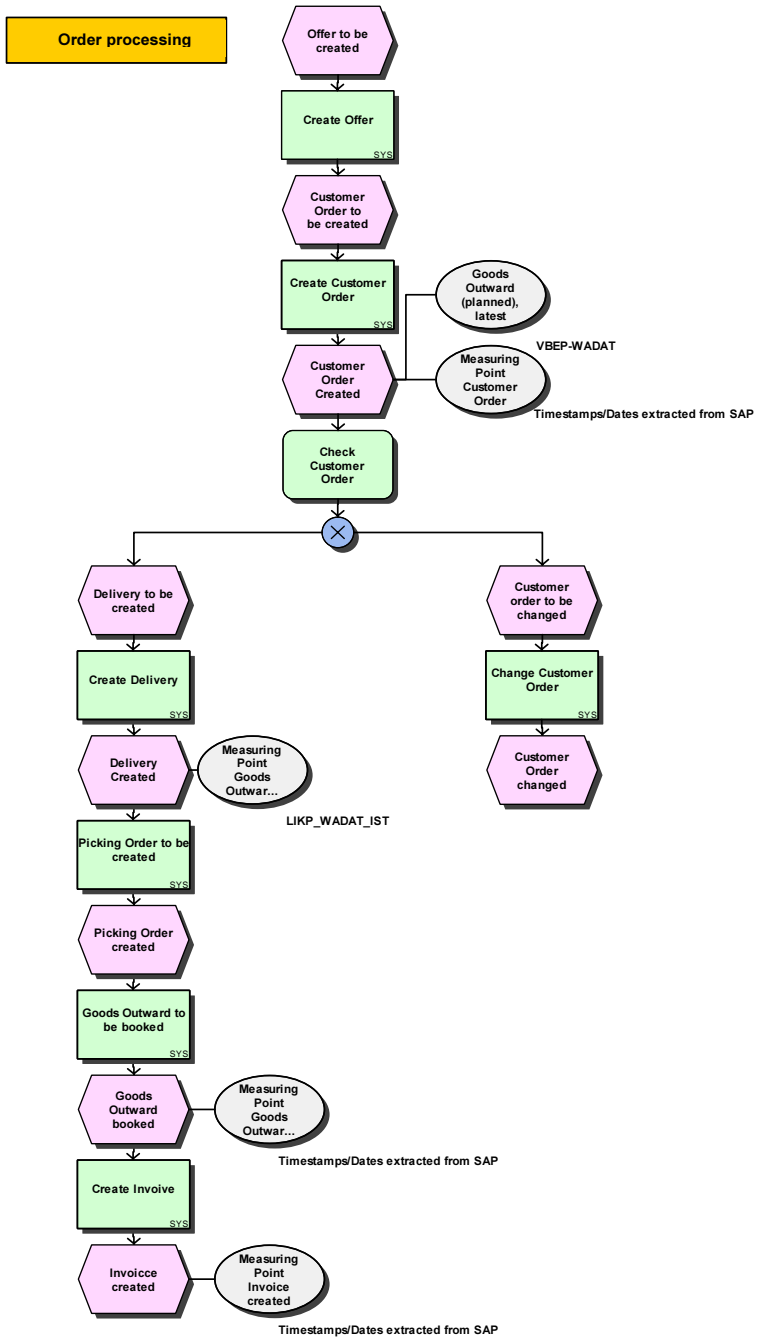 Order processing
Offer to be
created
Create Offer
SYS
Customer
Order to
be created
Create Customer
Order
SYS
Goods
Outward
(planned),
latest
VBEP-WADAT
Customer
Order
Created
Measuring
Point
Customer
Order
Timestamps/Dates extracted from SAP
Check
Customer
Order
Delivery to be
created
Customer
order to be
changed
Create Delivery
SYS
Change Customer
Order
SYS
Delivery
Created
Measuring
Point
Goods
Outwar...
LIKP_WADAT_IST
Customer
Order
changed
Picking Order to be
created
SYS
Picking Order
created
Goods Outward to
be booked
SYS
Goods
Outward
booked
Measuring
Point
Goods
Outwar...
Timestamps/Dates extracted from SAP
Create Invoive
SYS
Invoicce
created
Measuring
Point
Invoice
created
Timestamps/Dates extracted from SAP